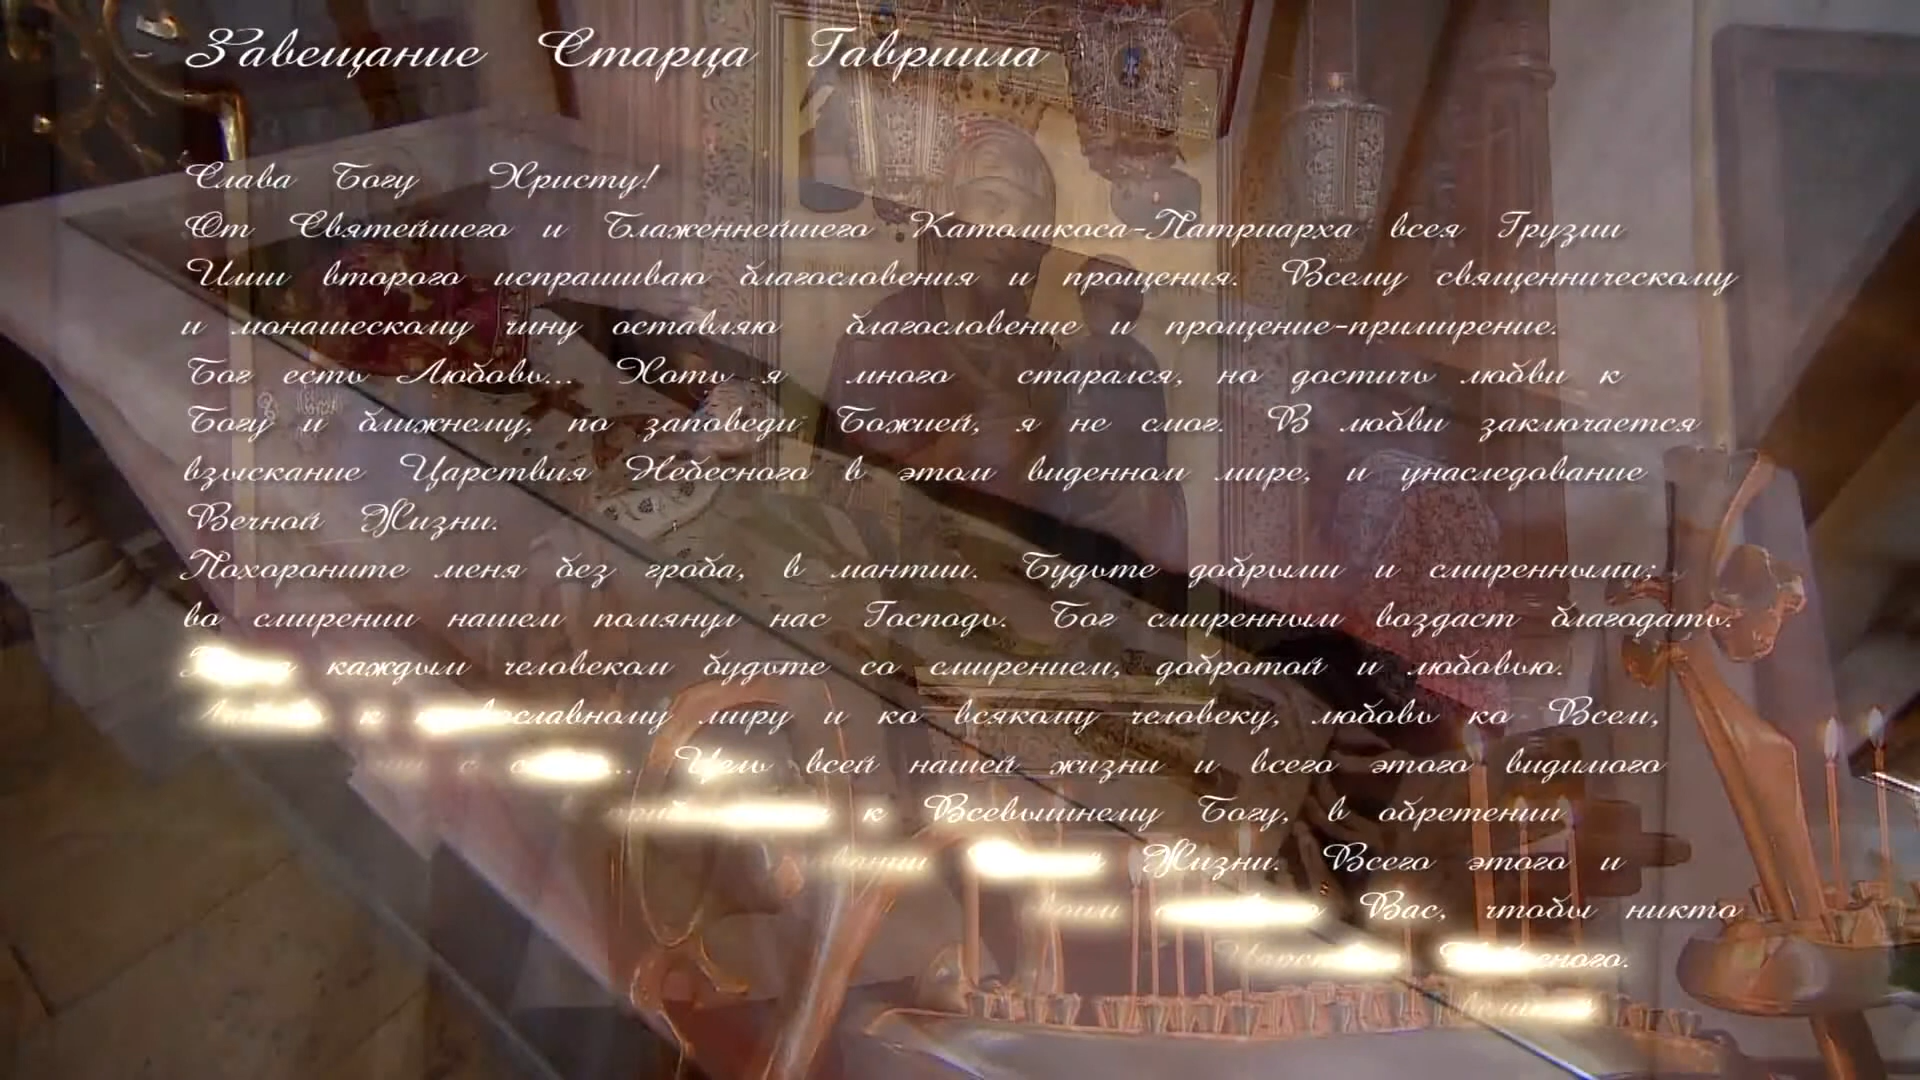 Завещание Старца Гавриила
Слава Богу Христу!
От Святейшего и Блаженнейшего Католикоса-Патриарха всея Грузии
Илии второго испрашиваю благословения и прощения. Всему священническому
и монашескому чину оставляю благословение и прощение-примирение.
Бог есть Любовь... Хоть я много старался, но достичь любви к
Богу и ближнему, по заповеди Божией, я не смог. В любви заключается
взыскание Царствия Небесного в этом виденном мире, и унаследование
Вечной Жизни.
Похороните меня без гроба, в мантии. Будьте добрыми и смиренными;
во смирении нашем помянул нас Господь. Бог смиренным воздаст благодать.
каждым человеком будьте со смирением, добротой и любовью.
к православному миру и ко всякому человеку, любовь ко Всем,
с Цель всей нашей жизни и всего этого видимого
к Всевышнему Богу, в обретении
Жизни. Всего этого и
Вас, чтобы никто
Небесного.